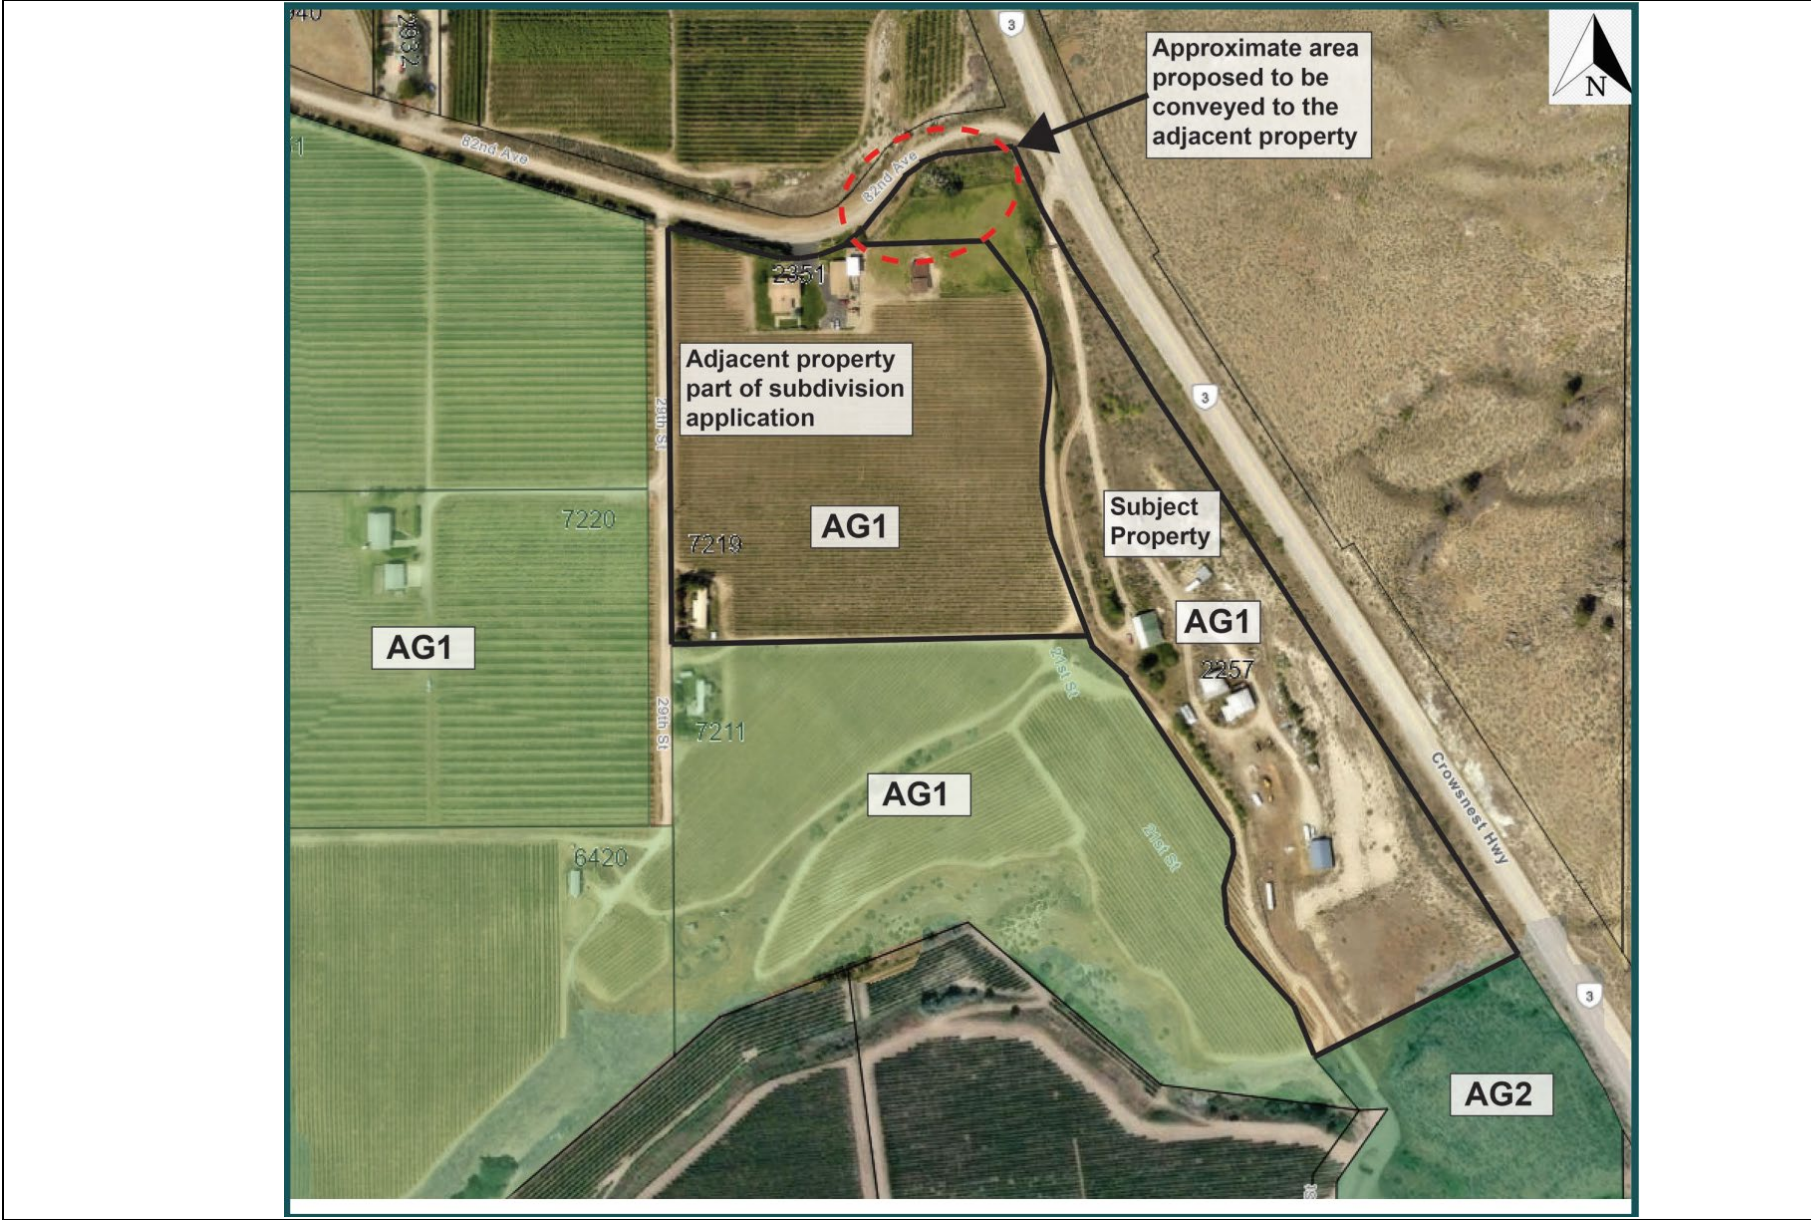 3
Approximate area
proposed to be
conveyed to the
adjacent property
N
2932
82nd Ave
82nd Ave
2351
Adjacent property
part of subdivision
application
29th St
3
Subject
Property
7220
AG1
7219
AG1
AG1
2257
21st St
29th St
7211
AG1
Crowsnest Hwy
21st St
6420
3
AG2